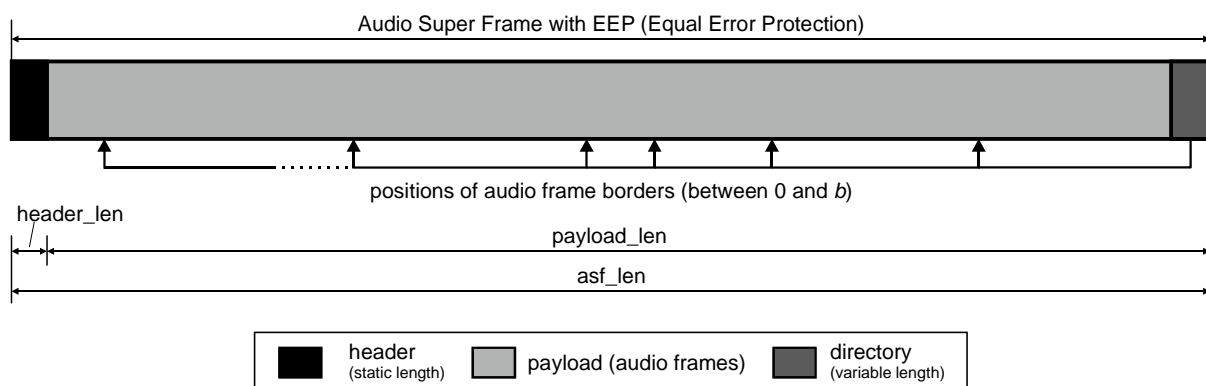 Audio Super Frame with EEP (Equal Error Protection)
positions of audio frame borders (between 0 and b)
header_len
payload_len
asf_len
header
(static length)
payload (audio frames)
directory
(variable length)